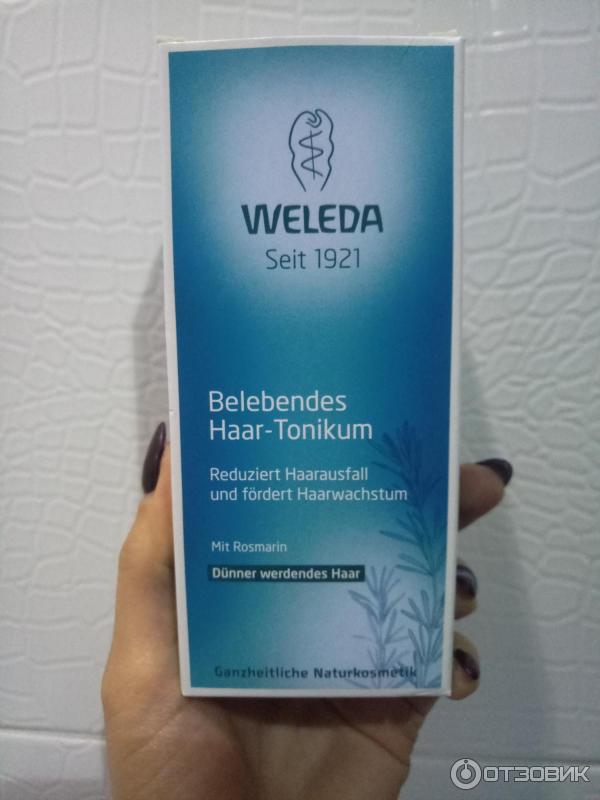 WELEDA
Seit 1921
Belebendes
Haar-Tonikum
Reduziert Haarausfall
und fördert Haarwachstum
Mit Rosmarin
Dünner werdendes Haar
Ganzheitliche Naturkosmetik
ОТЗОВИК